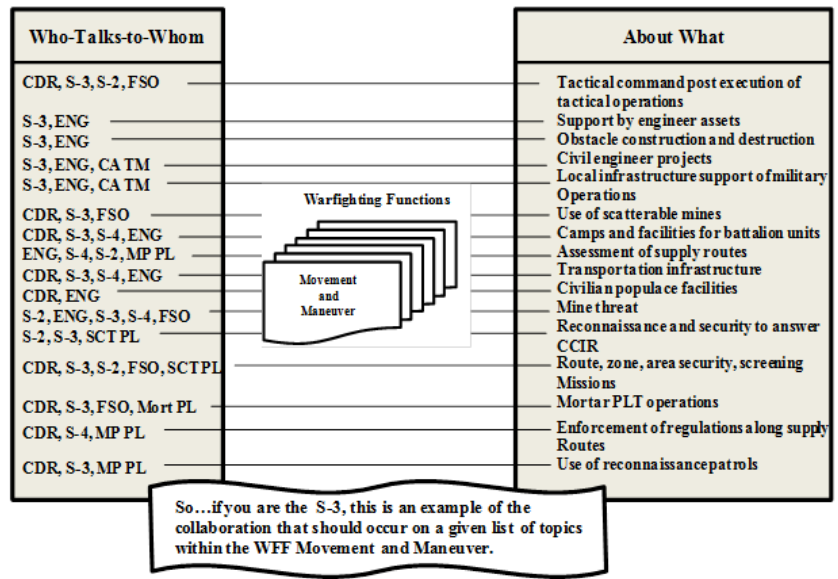 Who-Talks-to-Whom
CDR, S-3, S-2, FSO
S-3, ENG
S-3, ENG
S-3, ENG, CA TM
S-3, ENG, CA TM
CDR, S-3, FSO
CDR, S-3, S-4, ENG
ENG, S-4, S-2, MP PL
CDR, S-3, S-4, ENG
CDR, ENG
S-2, ENG, S-3, S-4, FSO
S-2, S-3, SCT PL
CDR, S-3, S-2, FSO, SCT PL
CDR, S-3, FSO, Mort PL
CDR, S-4, MP PL
CDR, S-3, MP PL
Warfighting Functions
Movement
and
Maneuver
About What
Tactical command post execution of
tactical operations
Support by engineer assets
Obstacle construction and destruction
Civil engineer projects
Local infrastructure support of military
Operations
Use of scatterable mines
Camps and facilities for battalion units
Assessment of supply routes
Transportation infrastructure
Civilian populace facilities
Mine threat
Reconnaissance and security to answer
CCIR
Route, zone, area security, screening
Missions
Mortar PLT operations
Enforcement of regulations along supply
Routes
Use of reconnaissance patrols
So…if you are the S-3, this is an example of the
collaboration that should occur on a given list of topics
within the WFF Movement and Maneuver.